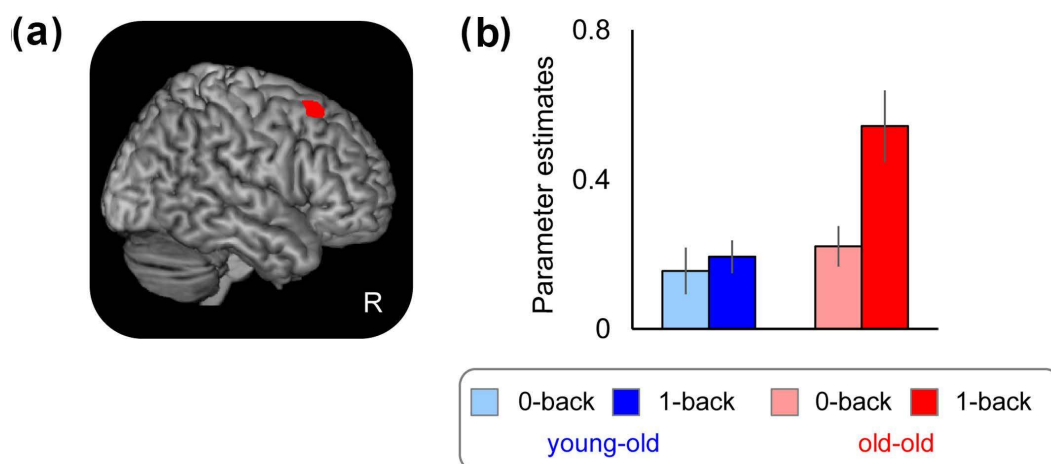 (a)
R
(b)
Parameter estimates
0.8
0.4
0
0-back 1-back 0-back 1-back
young-old old-old